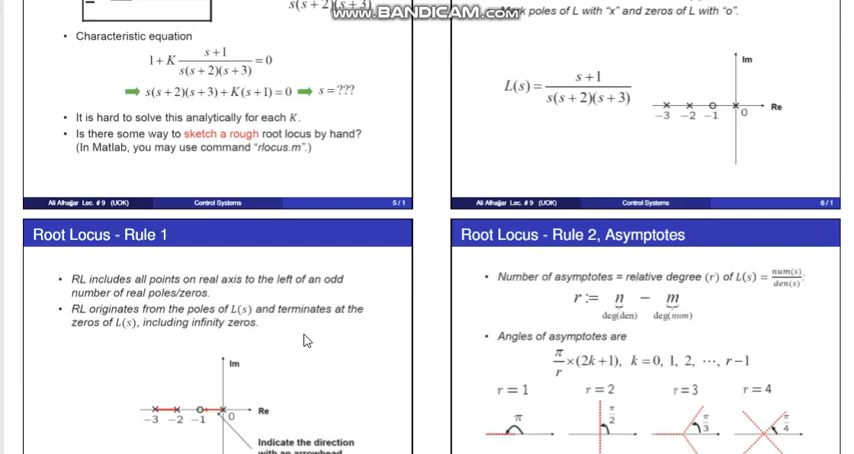 s(s+2)(s+3)
WWW.BANDICAM.COM
• Characteristic equation
1+K (s+1)/(s(s+2)(s+3)) = 0
➡ s(s+2)(s+3)+K(s+1)=0 ➡ s=???
• It is hard to solve this analytically for each K.
• Is there some way to sketch a rough root locus by hand?
(In Matlab, you may use command “rlocus.m”.)
Ali Alhajjar Lec. # 9 (UOK) Control Systems 5 / 1
poles of L with “x” and zeros of L with “o”.
L(s) = (s+1)/(s(s+2)(s+3))
Im
Re
−3 −2 −1 0
Ali Alhajjar Lec. # 9 (UOK) Control Systems 6 / 1
Root Locus - Rule 1
• RL includes all points on real axis to the left of an odd
number of real poles/zeros.
• RL originates from the poles of L(s) and terminates at the
zeros of L(s), including infinity zeros.
Im
Re
−3 −2 −1 0
Indicate the direction
with an arrowhead
Root Locus - Rule 2, Asymptotes
• Number of asymptotes = relative degree (r) of L(s) = num(s)/den(s):
r := n − m
deg(den) deg(num)
• Angles of asymptotes are
π/r × (2k+1), k = 0, 1, 2, ⋯, r−1
r = 1 r = 2 r = 3 r = 4
π π/2 π/3 π/4